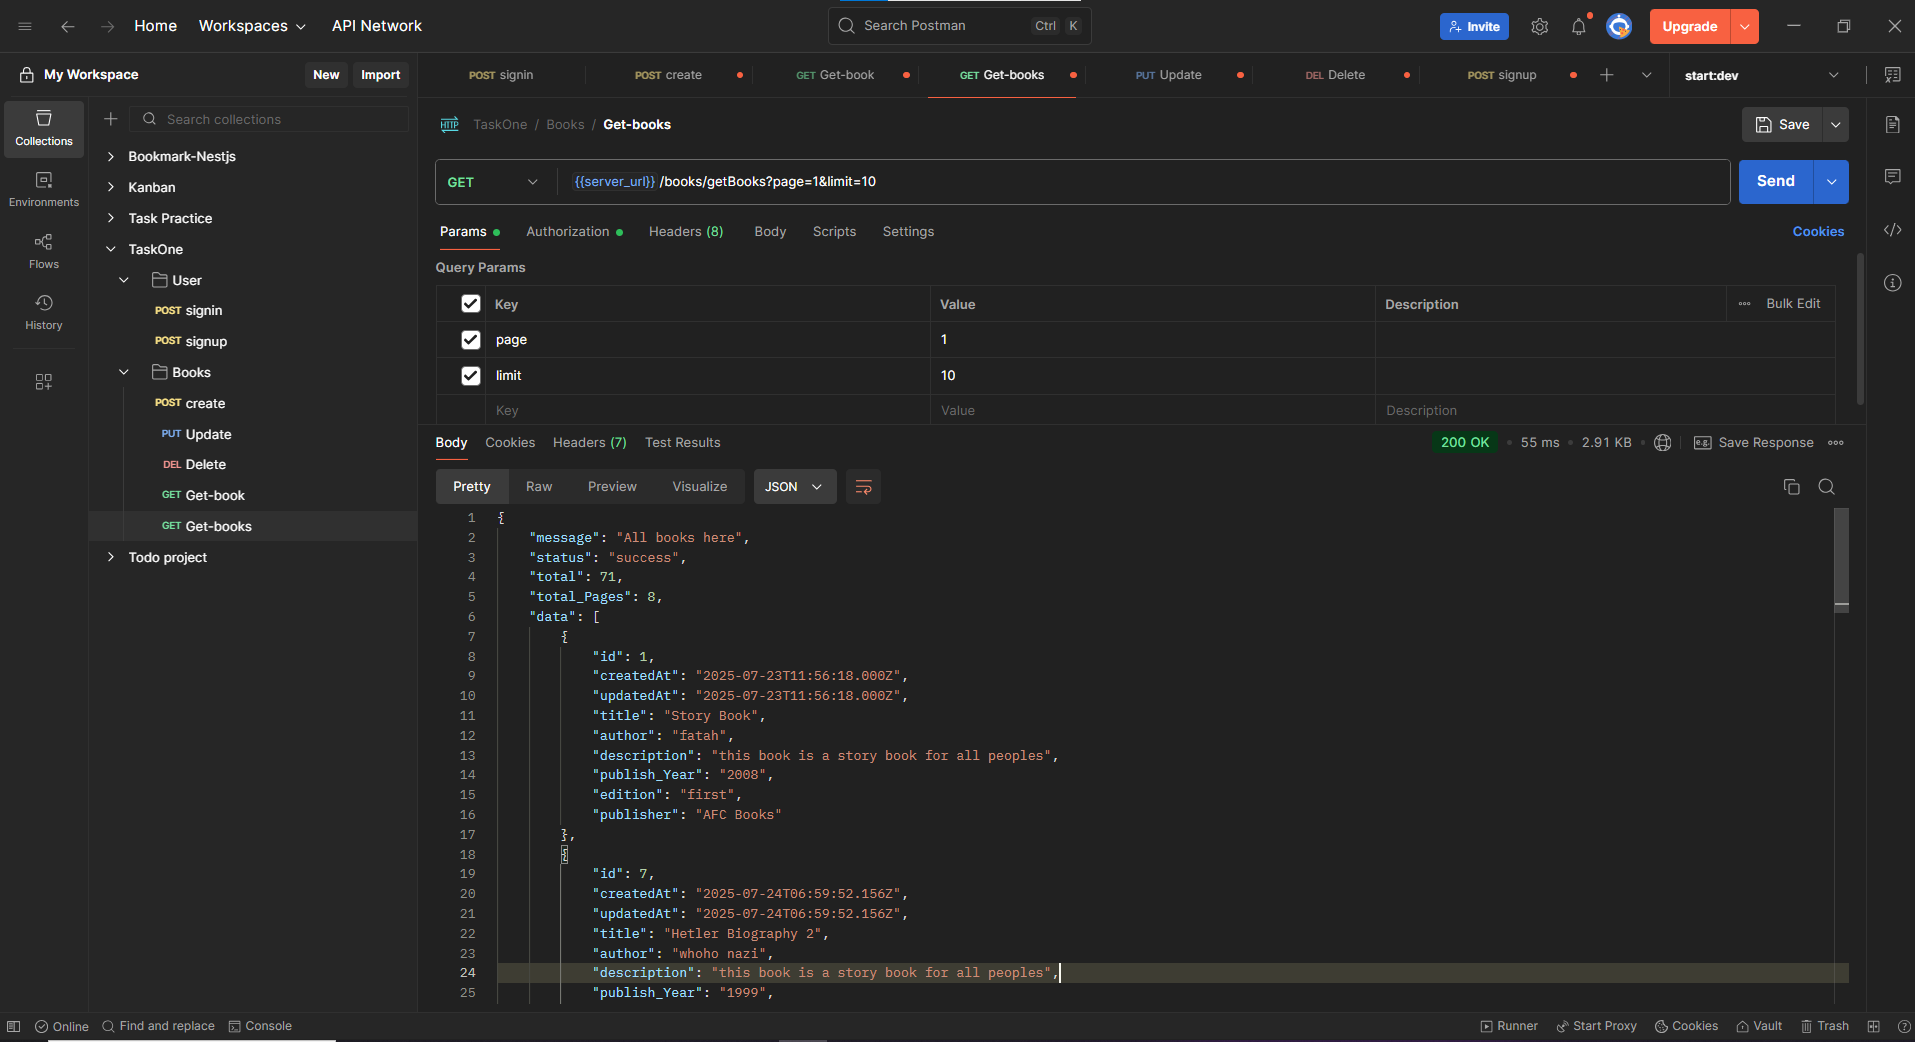 Home Workspaces API Network Search Postman Ctrl K Invite Upgrade
My Workspace New Import POST signin POST create GET Get-book GET Get-books PUT Update DEL Delete POST signup start:dev
Collections
Environments
Flows
History
Search collections
Bookmark-Nestjs
Kanban
Task Practice
TaskOne
User
POST signin
POST signup
Books
POST create
PUT Update
DEL Delete
GET Get-book
GET Get-books
Todo project
HTTP TaskOne / Books / Get-books Save
GET {{server_url}} /books/getBooks?page=1&limit=10 Send
Params Authorization Headers (8) Body Scripts Settings Cookies
Query Params
Key Value Description Bulk Edit
page 1
limit 10
Key Value Description
Body Cookies Headers (7) Test Results 200 OK 55 ms 2.91 KB e.g. Save Response
Pretty Raw Preview Visualize JSON
1 {
2 "message": "All books here",
3 "status": "success",
4 "total": 71,
5 "total_Pages": 8,
6 "data": [
7 {
8 "id": 1,
9 "createdAt": "2025-07-23T11:56:18.000Z",
10 "updatedAt": "2025-07-23T11:56:18.000Z",
11 "title": "Story Book",
12 "author": "fatah",
13 "description": "this book is a story book for all peoples",
14 "publish_Year": "2008",
15 "edition": "first",
16 "publisher": "AFC Books"
17 },
18 {
19 "id": 7,
20 "createdAt": "2025-07-24T06:59:52.156Z",
21 "updatedAt": "2025-07-24T06:59:52.156Z",
22 "title": "Hetler Biography 2",
23 "author": "whoho nazi",
24 "description": "this book is a story book for all peoples",
25 "publish_Year": "1999",
Online Find and replace Console Runner Start Proxy Cookies Vault Trash